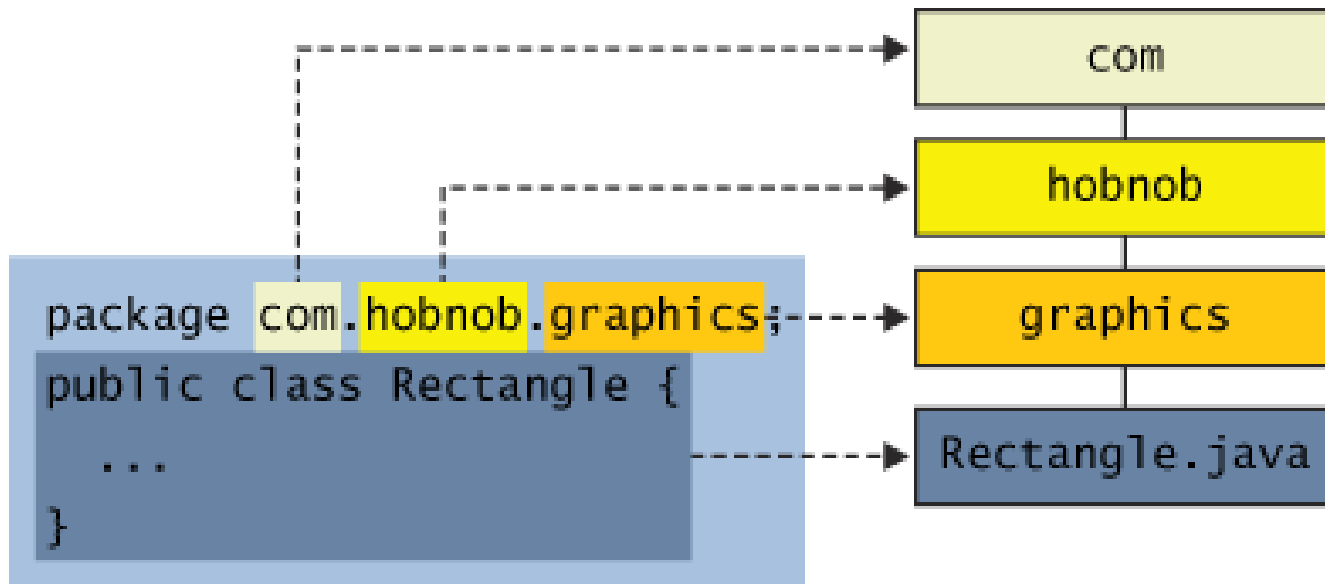 com
hobnob
package com.hobnob.graphics;
graphics
public class Rectangle {
...
Rectangle.java
}